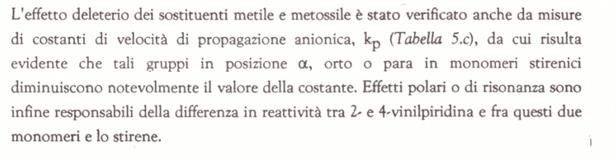 L'effetto deleterio dei sostituenti metile e metossile è stato verificato anche da misure
di costanti di velocità di propagazione anionica, kp (Tabella 5.c), da cui risulta
evidente che tali gruppi in posizione α, orto o para in monomeri stirenici
diminuiscono notevolmente il valore della costante. Effetti polari o di risonanza sono
infine responsabili della differenza in reattività tra 2- e 4-vinilpiridina e fra questi due
monomeri e lo stirene.